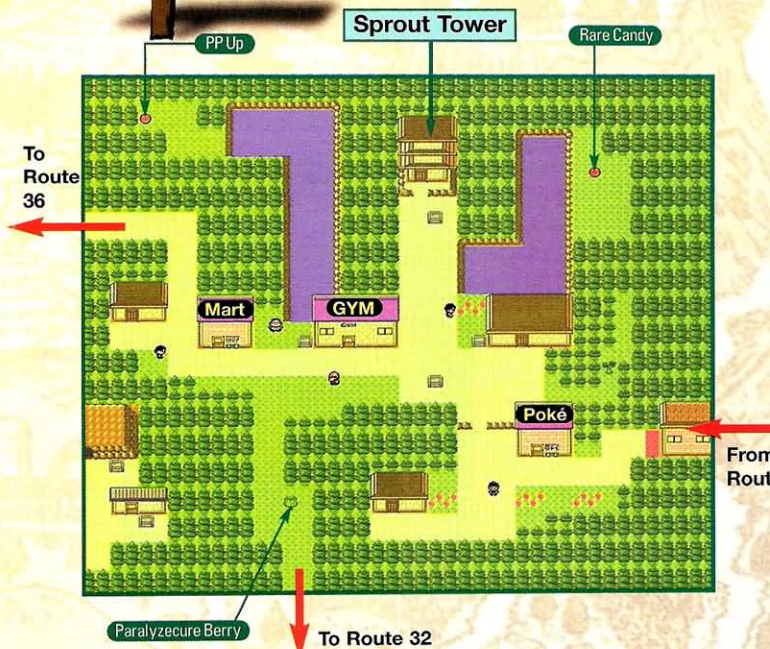 PP Up
Sprout Tower
Rare Candy
To
Route
36
Mart
GYM
GYM
Poké
From
Rout
Paralyzecure Berry
To Route 32